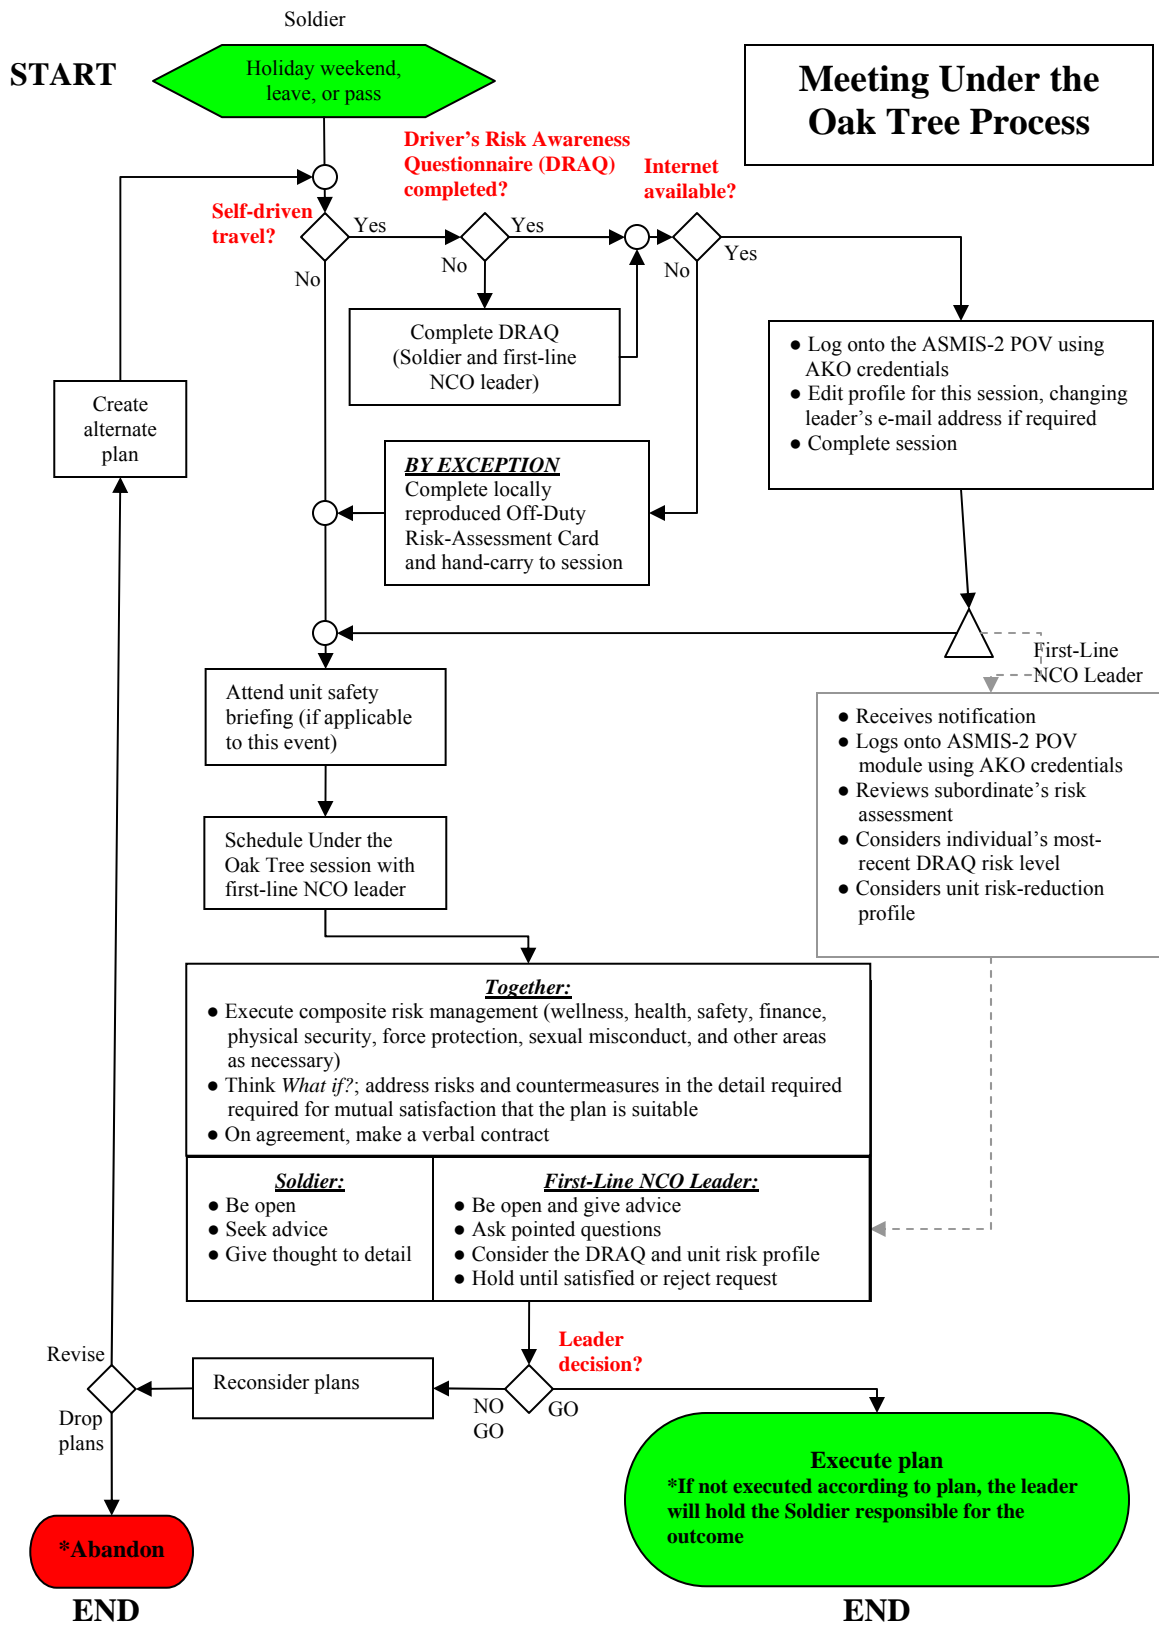 Soldier
START
Holiday weekend,
leave, or pass
Meeting Under the
Oak Tree Process
Driver's Risk Awareness
Questionnaire (DRAQ)
completed?
Internet
available?
Self-driven
travel?
Yes
No
Yes
No
Yes
No
Complete DRAQ
(Soldier and first-line
NCO leader)
● Log onto the ASMIS-2 POV using
AKO credentials
● Edit profile for this session, changing
leader's e-mail address if required
● Complete session
Create
alternate
plan
BY EXCEPTION
Complete locally
reproduced Off-Duty
Risk-Assessment Card
and hand-carry to session
First-Line
NCO Leader
Attend unit safety
briefing (if applicable
to this event)
● Receives notification
● Logs onto ASMIS-2 POV
module using AKO credentials
● Reviews subordinate's risk
assessment
● Considers individual's most-
recent DRAQ risk level
● Considers unit risk-reduction
profile
Schedule Under the
Oak Tree session with
first-line NCO leader
Together:
● Execute composite risk management (wellness, health, safety, finance,
physical security, force protection, sexual misconduct, and other areas
as necessary)
● Think What if?; address risks and countermeasures in the detail required
required for mutual satisfaction that the plan is suitable
● On agreement, make a verbal contract
Soldier:
● Be open
● Seek advice
● Give thought to detail
First-Line NCO Leader:
● Be open and give advice
● Ask pointed questions
● Consider the DRAQ and unit risk profile
● Hold until satisfied or reject request
Leader
decision?
Revise
Reconsider plans
NO
GO
GO
Drop
plans
Execute plan
*If not executed according to plan, the leader
will hold the Soldier responsible for the
outcome
*Abandon
END
END